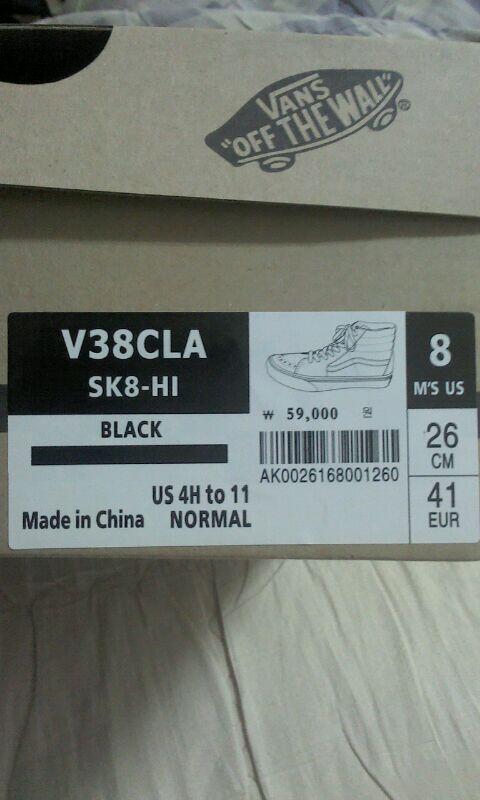 VANS
"OFF THE WALL"®
V38CLA
SK8-HI
BLACK
US 4H to 11
Made in China NORMAL
₩ 59,000 원
AK0026168001260
8
M'S US
26
CM
41
EUR